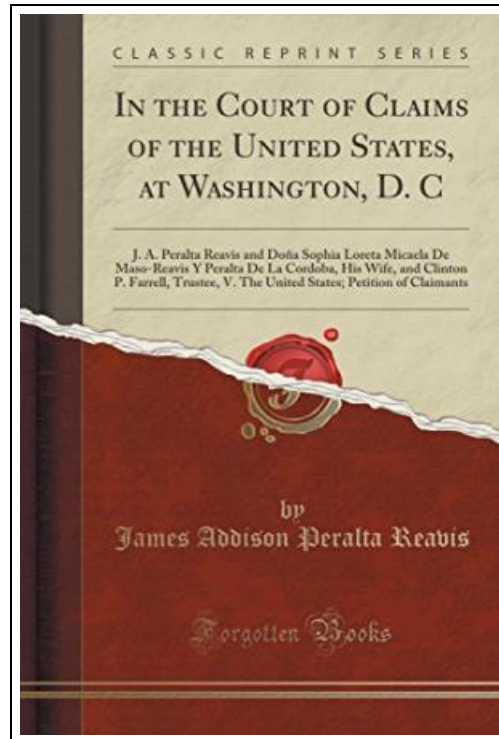 CLASSIC REPRINT SERIES
IN THE COURT OF CLAIMS
OF THE UNITED STATES,
AT WASHINGTON, D. C
J. A. Peralta Reavis and Doña Sophia Loreta Micaela De
Maso-Reavis Y Peralta De La Cordoba, His Wife, and Clinton
P. Farrell, Trustee, V. The United States; Petition of Claimants
F
by
James Addison Peralta Reavis
Forgotten Books